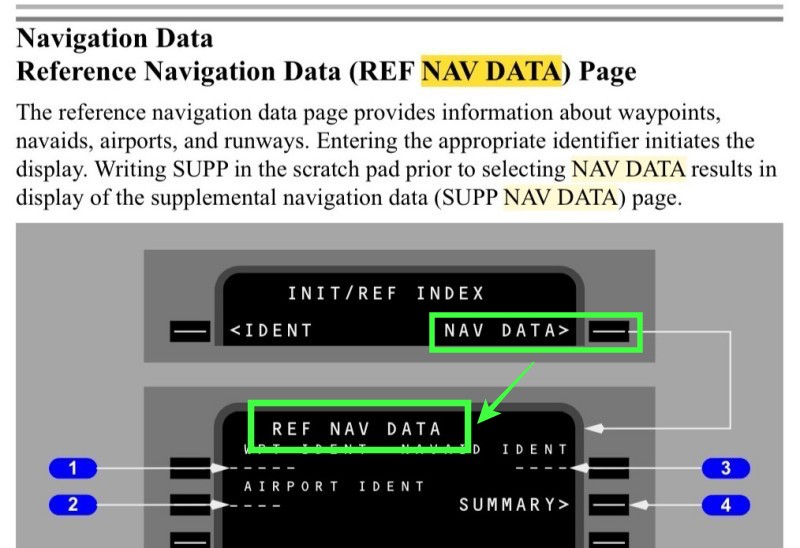 Navigation Data
Reference Navigation Data (REF NAV DATA) Page
The reference navigation data page provides information about waypoints,
navaids, airports, and runways. Entering the appropriate identifier initiates the
display. Writing SUPP in the scratch pad prior to selecting NAV DATA results in
display of the supplemental navigation data (SUPP NAV DATA) page.
INIT/REF INDEX
<IDENT NAV DATA>
REF NAV DATA
WPT IDENT NAVAID IDENT
1 ----- ---- 3
AIRPORT IDENT
2 ---- SUMMARY> 4